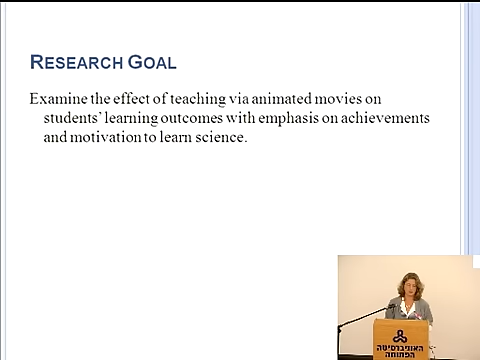 RESEARCH GOAL
Examine the effect of teaching via animated movies on
students' learning outcomes with emphasis on achievements
and motivation to learn science.
האוניברסיטה
הפתוחה